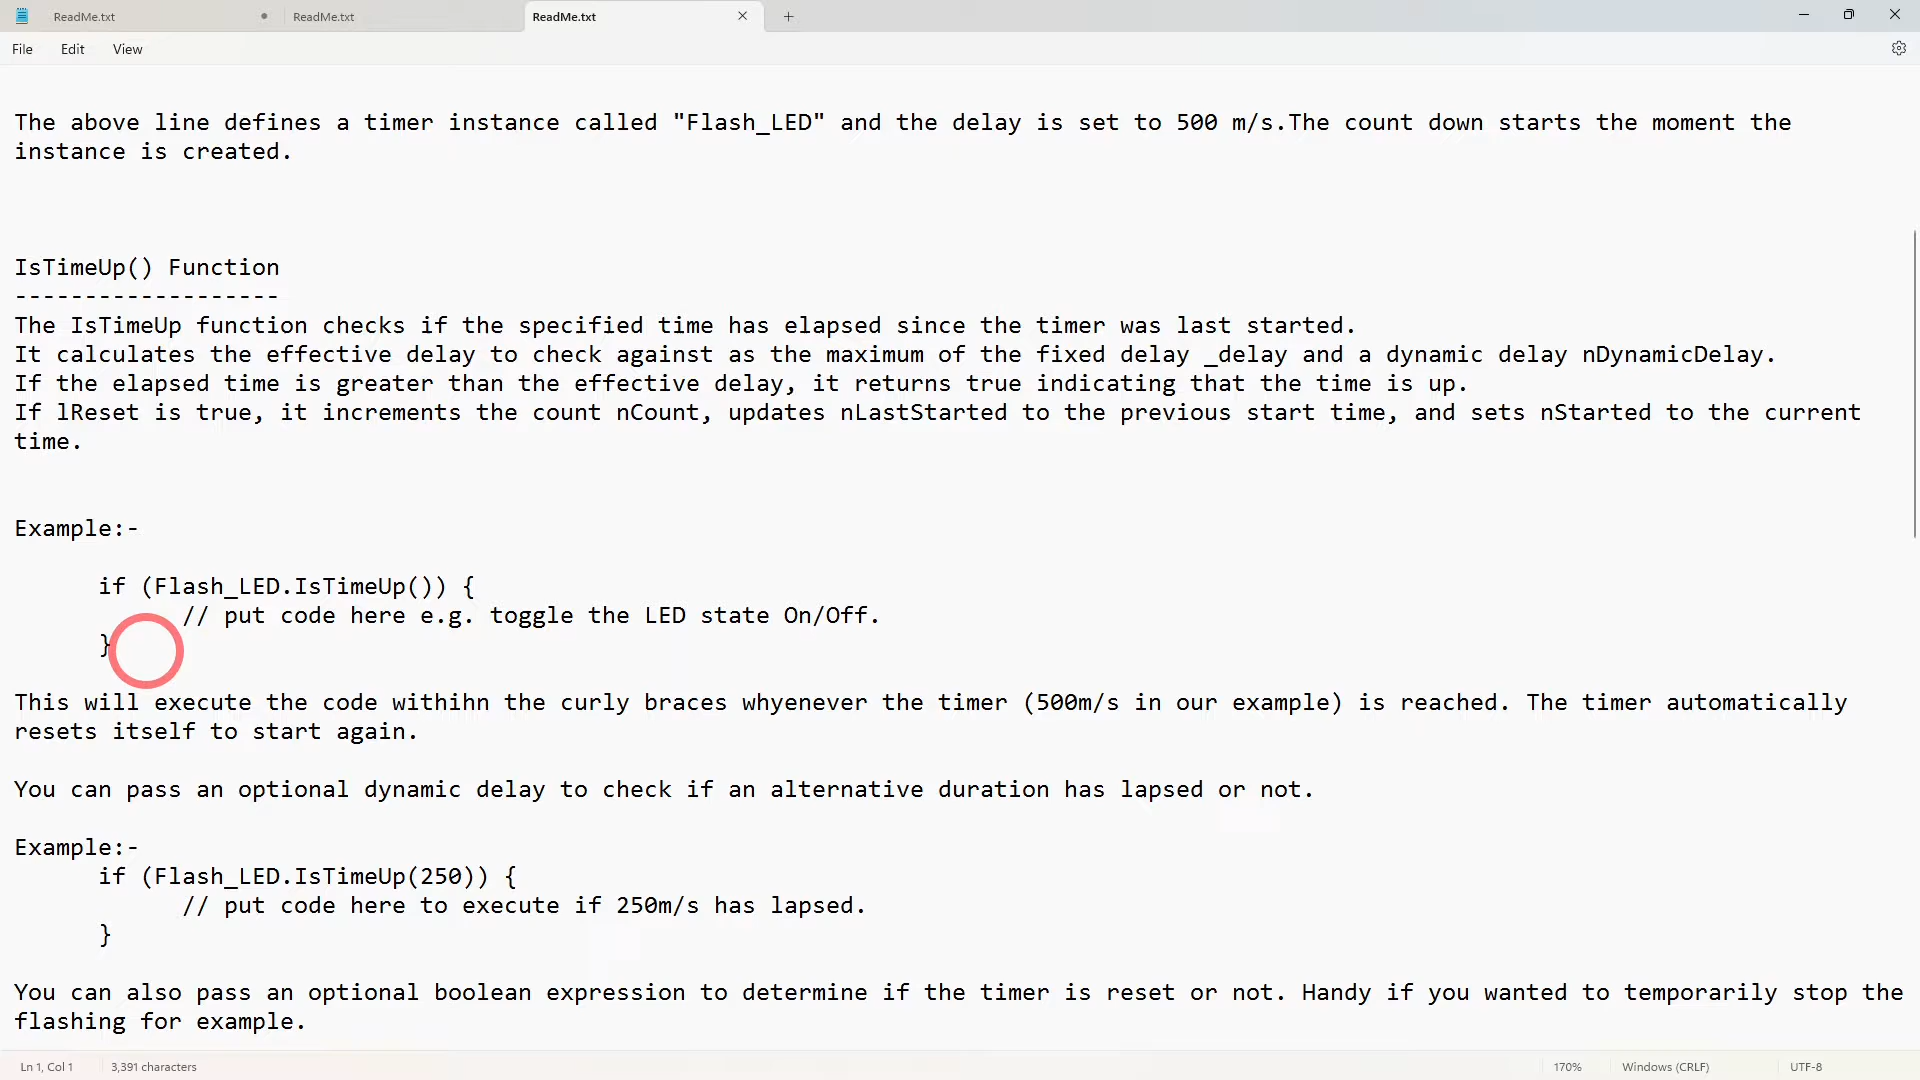 ReadMe.txt ReadMe.txt ReadMe.txt
File Edit View
The above line defines a timer instance called "Flash_LED" and the delay is set to 500 m/s.The count down starts the moment the
instance is created.
IsTimeUp() Function
-------------------
The IsTimeUp function checks if the specified time has elapsed since the timer was last started.
It calculates the effective delay to check against as the maximum of the fixed delay _delay and a dynamic delay nDynamicDelay.
If the elapsed time is greater than the effective delay, it returns true indicating that the time is up.
If lReset is true, it increments the count nCount, updates nLastStarted to the previous start time, and sets nStarted to the current
time.
Example:-
if (Flash_LED.IsTimeUp()) {
// put code here e.g. toggle the LED state On/Off.
}
This will execute the code withihn the curly braces whyenever the timer (500m/s in our example) is reached. The timer automatically
resets itself to start again.
You can pass an optional dynamic delay to check if an alternative duration has lapsed or not.
Example:-
if (Flash_LED.IsTimeUp(250)) {
// put code here to execute if 250m/s has lapsed.
}
You can also pass an optional boolean expression to determine if the timer is reset or not. Handy if you wanted to temporarily stop the
flashing for example.
Ln 1, Col 1 3,391 characters 170% Windows (CRLF) UTF-8